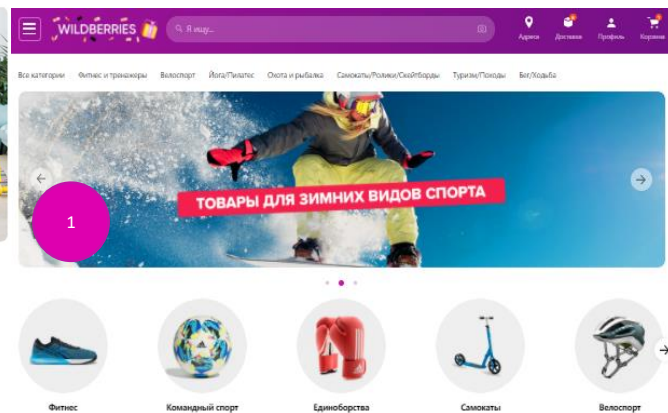 WILDBERRIES
Я ищу...
Адреса Доставки Профиль Корзина
Все категории Фитнес и тренажеры Велоспорт Йога/Пилатес Охота и рыбалка Самокаты/Ролики/Скейтборды Туризм/Походы Бег/Ходьба
ТОВАРЫ ДЛЯ ЗИМНИХ ВИДОВ СПОРТА
1
Фитнес Командный спорт Единоборства Самокаты Велоспорт